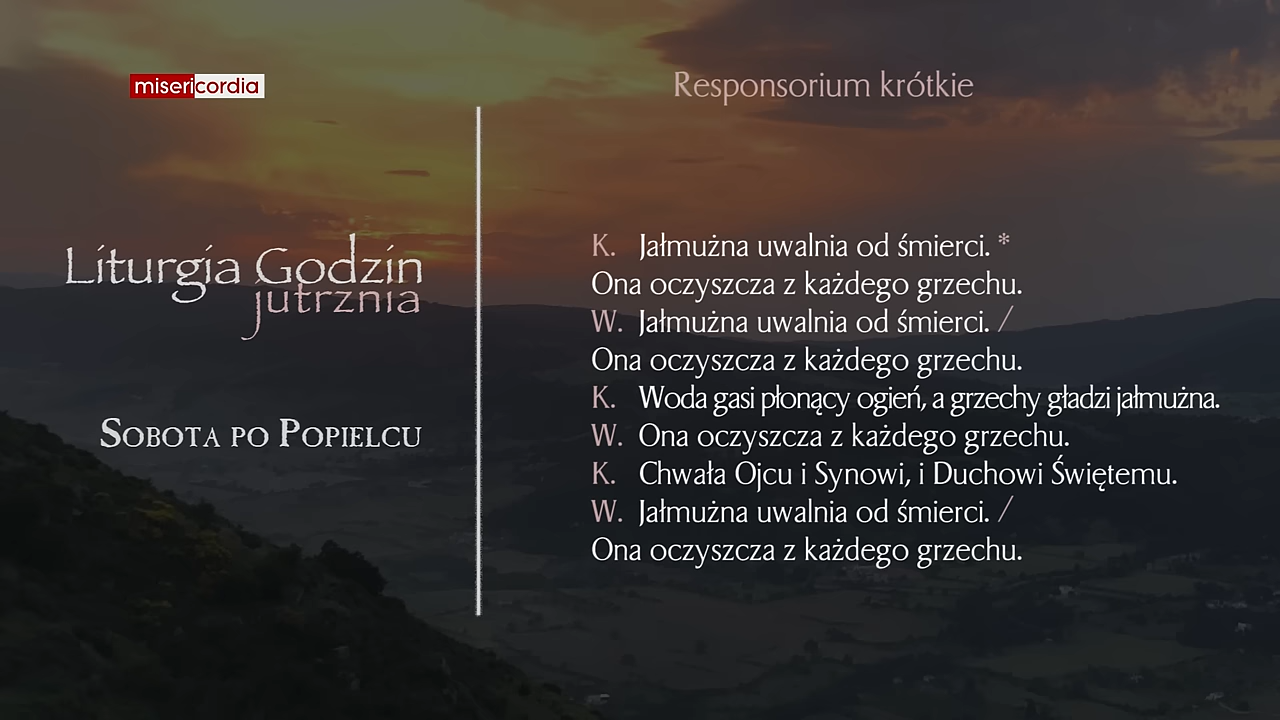 misericordia
Liturgia Godzin
jutrznia
Sobota po Popielcu
Responsorium krótkie
K. Jałmużna uwalnia od śmierci. *
Ona oczyszcza z każdego grzechu.
W. Jałmużna uwalnia od śmierci. /
Ona oczyszcza z każdego grzechu.
K. Woda gasi płonący ogień, a grzechy gładzi jałmużna.
W. Ona oczyszcza z każdego grzechu.
K. Chwała Ojcu i Synowi, i Duchowi Świętemu.
W. Jałmużna uwalnia od śmierci. /
Ona oczyszcza z każdego grzechu.